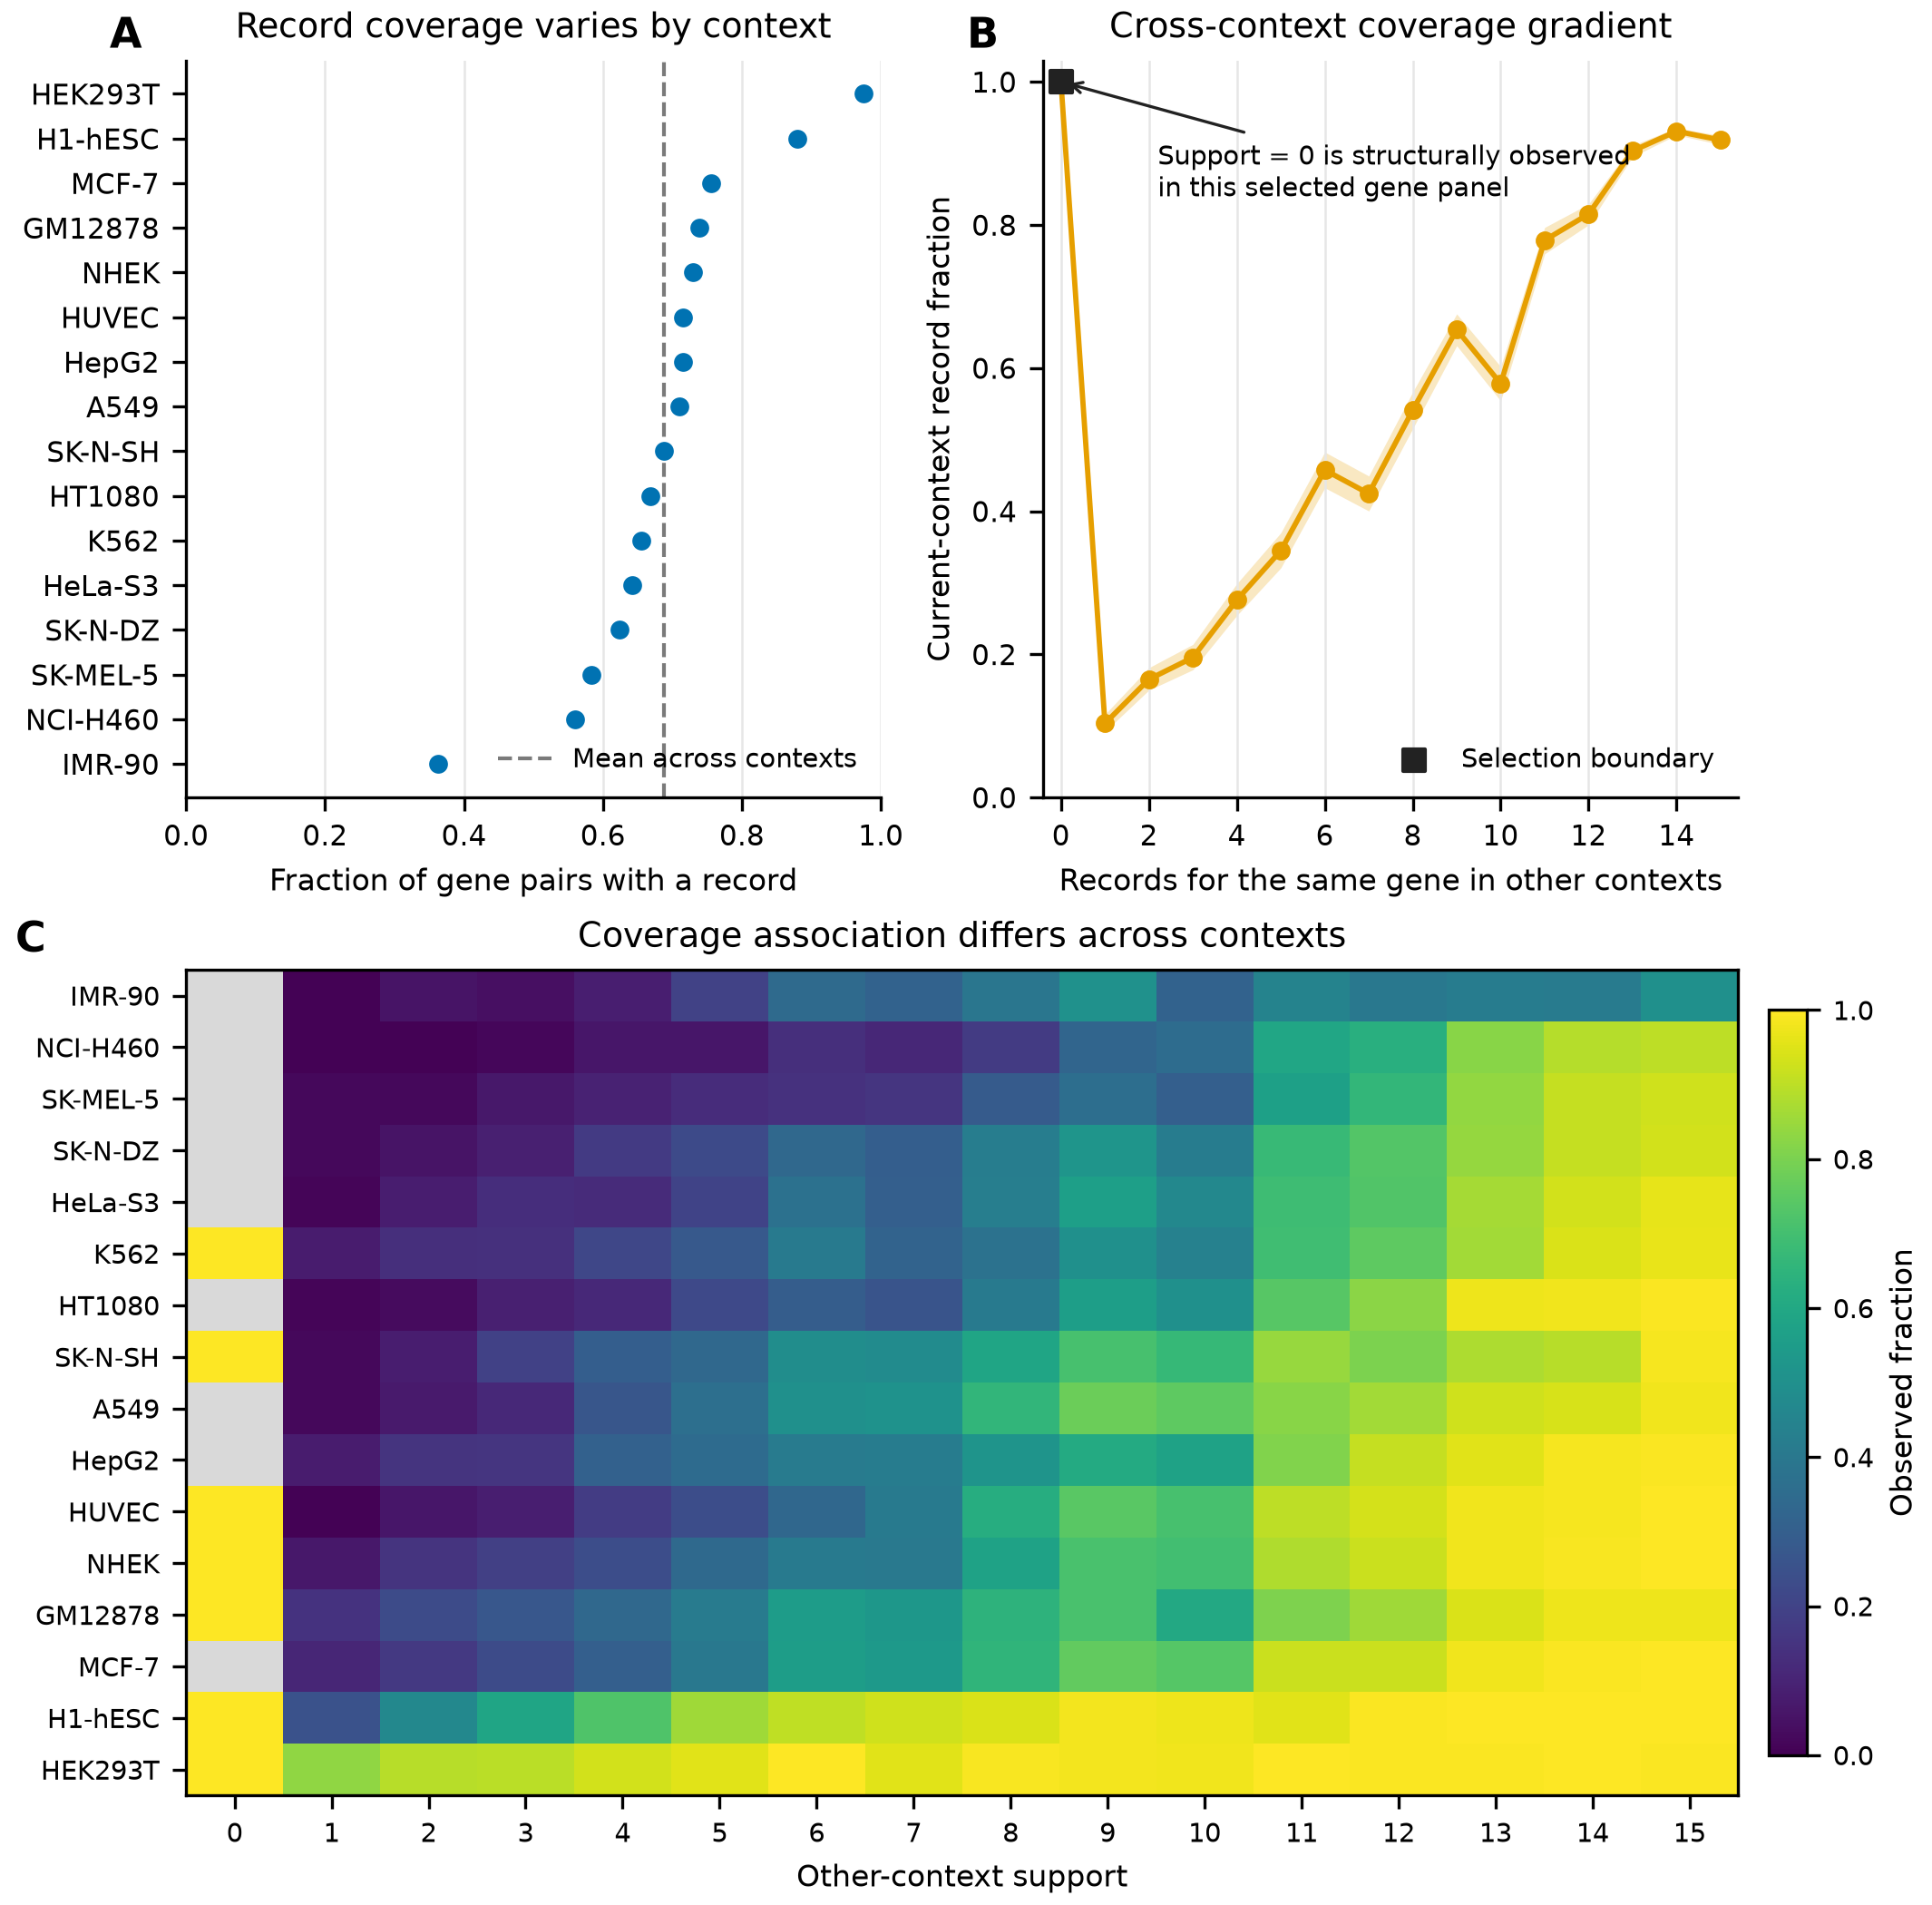 A
Record coverage varies by context
HEK293T
H1-hESC
MCF-7
GM12878
NHEK
HUVEC
HepG2
A549
SK-N-SH
HT1080
K562
HeLa-S3
SK-N-DZ
SK-MEL-5
NCI-H460
IMR-90
Mean across contexts
0.0 0.2 0.4 0.6 0.8 1.0
Fraction of gene pairs with a record
B
Cross-context coverage gradient
Current-context record fraction
1.0
0.8
0.6
0.4
0.2
0.0
Support = 0 is structurally observed
in this selected gene panel
Selection boundary
0 2 4 6 8 10 12 14
Records for the same gene in other contexts
C
Coverage association differs across contexts
IMR-90
NCI-H460
SK-MEL-5
SK-N-DZ
HeLa-S3
K562
HT1080
SK-N-SH
A549
HepG2
HUVEC
NHEK
GM12878
MCF-7
H1-hESC
HEK293T
0 1 2 3 4 5 6 7 8 9 10 11 12 13 14 15
Other-context support
1.0
0.8
0.6
0.4
0.2
0.0
Observed fraction